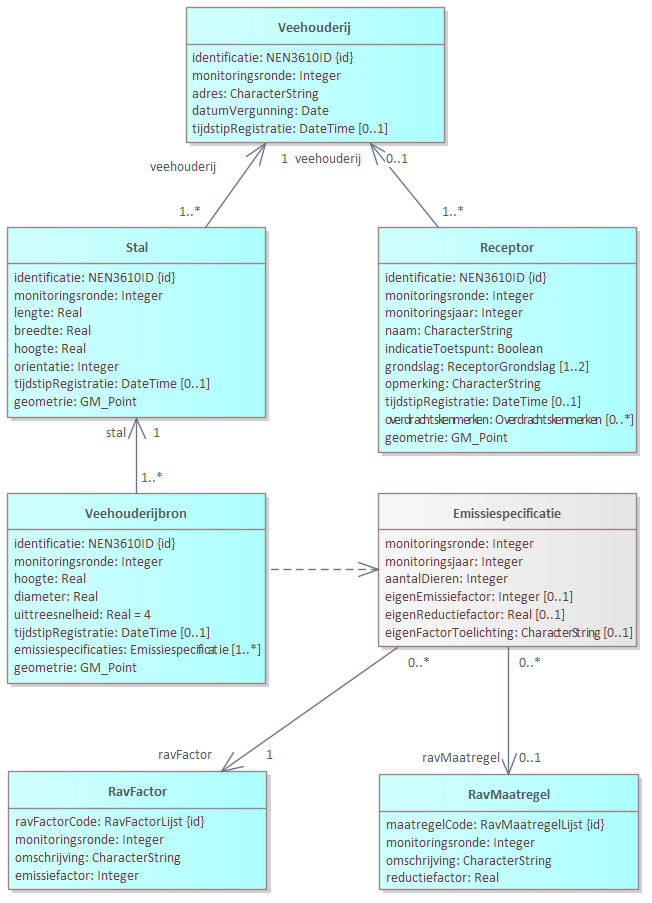 Veehouderij
identificatie: NEN3610ID {id}
monitoringsronde: Integer
adres: CharacterString
datumVergunning: Date
tijdstipRegistratie: DateTime [0..1]
veehouderij
1
veehouderij
0..1
1..*
1..*
Stal
identificatie: NEN3610ID {id}
monitoringsronde: Integer
lengte: Real
breedte: Real
hoogte: Real
orientatie: Integer
tijdstipRegistratie: DateTime [0..1]
geometrie: GM_Point
Receptor
identificatie: NEN3610ID {id}
monitoringsronde: Integer
monitoringsjaar: Integer
naam: CharacterString
indicatieToetspunt: Boolean
grondslag: ReceptorGrondslag [1..2]
opmerking: CharacterString
tijdstipRegistratie: DateTime [0..1]
overdrachtskenmerken: Overdrachtskenmerken [0..*]
geometrie: GM_Point
stal
1
1..*
Veehouderijbron
identificatie: NEN3610ID {id}
monitoringsronde: Integer
hoogte: Real
diameter: Real
uittreesnelheid: Real = 4
tijdstipRegistratie: DateTime [0..1]
emissiespecificaties: Emissiespecificatie [1..*]
geometrie: GM_Point
Emissiespecificatie
monitoringsronde: Integer
monitoringsjaar: Integer
aantalDieren: Integer
eigenEmissiefactor: Integer [0..1]
eigenReductiefactor: Real [0..1]
eigenFactorToelichting: CharacterString [0..1]
0..*
0..*
ravFactor
1
ravMaatregel
0..1
RavFactor
ravFactorCode: RavFactorLijst {id}
monitoringsronde: Integer
omschrijving: CharacterString
emissiefactor: Integer
RavMaatregel
maatregelCode: RavMaatregelLijst {id}
monitoringsronde: Integer
omschrijving: CharacterString
reductiefactor: Real